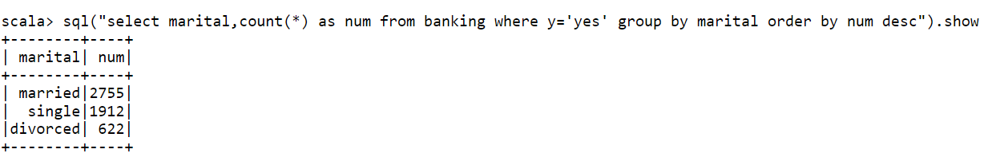 scala> sql("select marital,count(*) as num from banking where y='yes' group by marital order by num desc").show
+--------+----+
| marital| num|
+--------+----+
| married|2755|
|  single|1912|
|divorced| 622|
+--------+----+